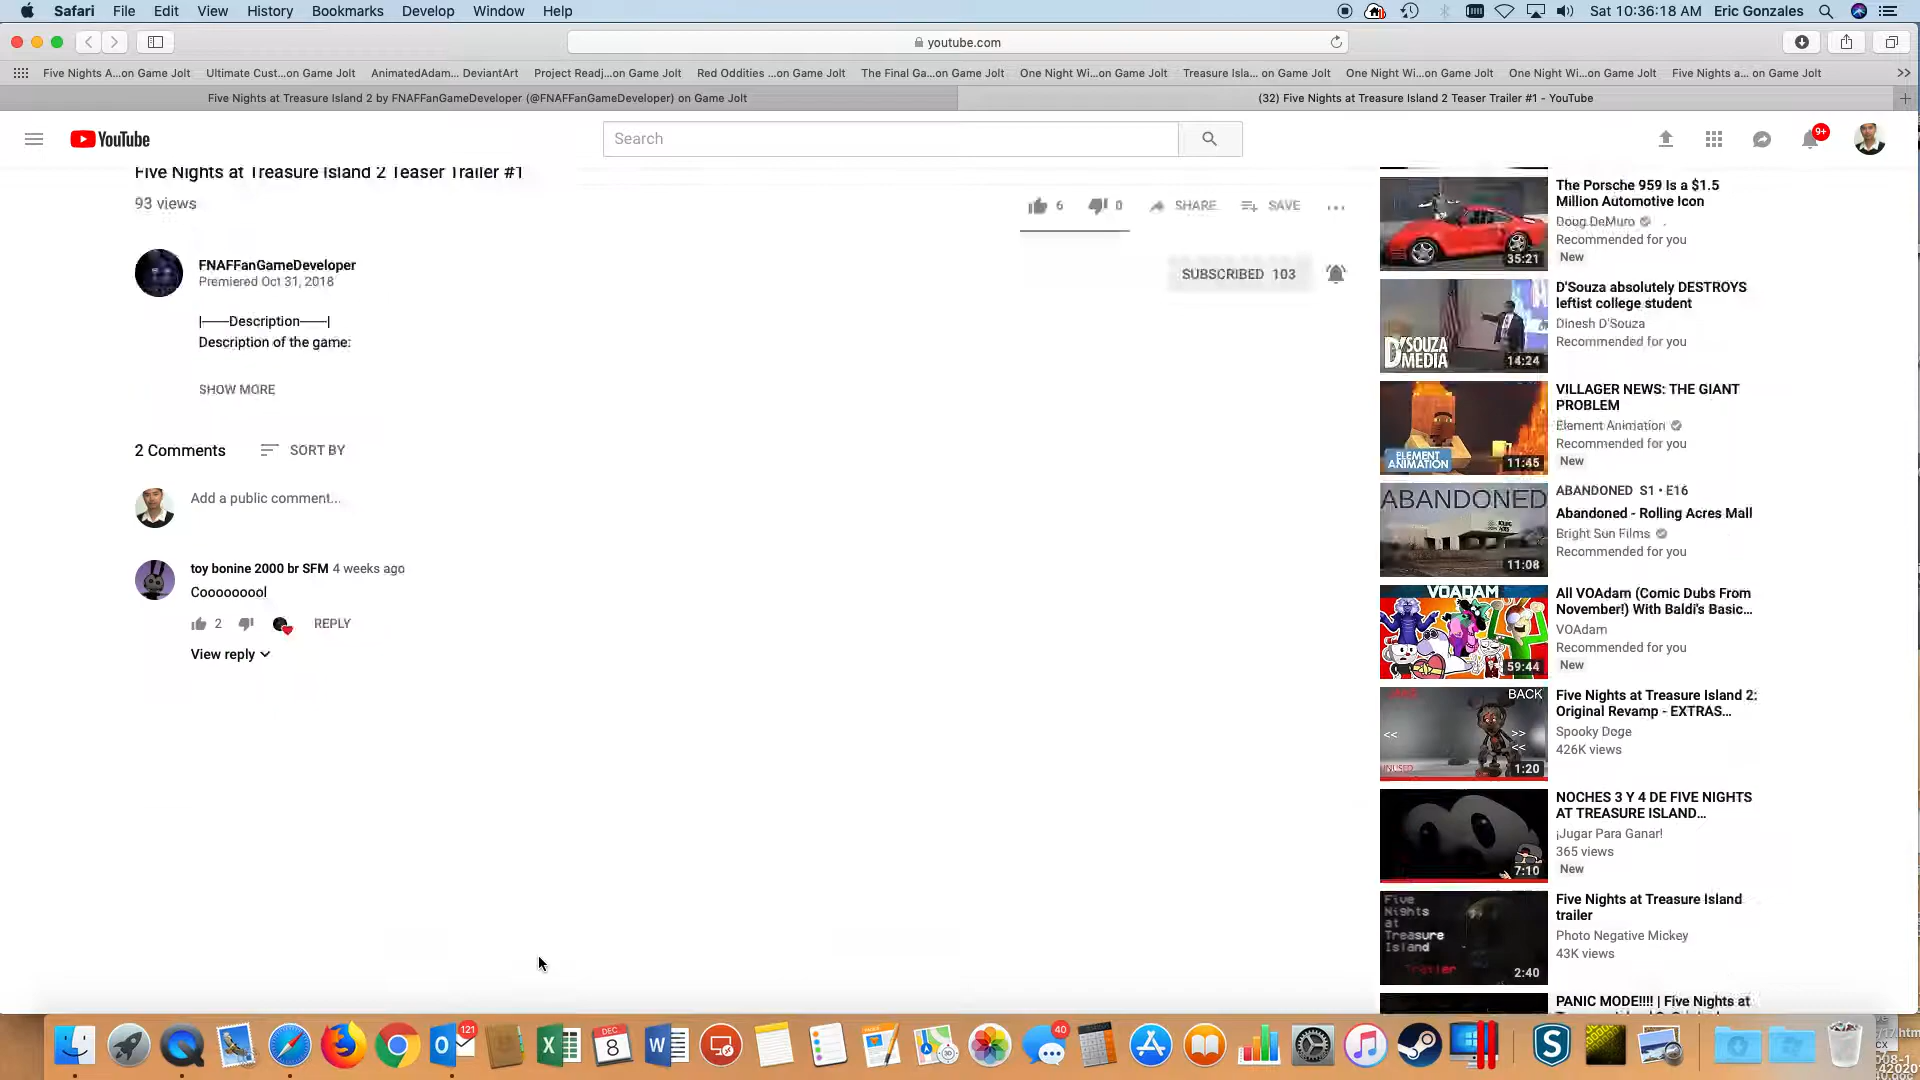 Safari File Edit View History Bookmarks Develop Window Help
Sat 10:36:18 AM Eric Gonzales
youtube.com
Five Nights A...on Game Jolt Ultimate Cust...on Game Jolt AnimatedAdam... DeviantArt Project Readj...on Game Jolt Red Oddities ...on Game Jolt The Final Ga...on Game Jolt One Night Wi...on Game Jolt Treasure Isla... on Game Jolt One Night Wi...on Game Jolt One Night Wi...on Game Jolt Five Nights a... on Game Jolt
Five Nights at Treasure Island 2 by FNAFFanGameDeveloper (@FNAFFanGameDeveloper) on Game Jolt
(32) Five Nights at Treasure Island 2 Teaser Trailer #1 - YouTube
YouTube
Search
9+
Five Nights at Treasure Island 2 Teaser Trailer #1
93 views
6 0 SHARE SAVE
FNAFFanGameDeveloper
Premiered Oct 31, 2018
SUBSCRIBED 103
|——Description——|
Description of the game:
SHOW MORE
2 Comments SORT BY
Add a public comment...
toy bonine 2000 br SFM 4 weeks ago
Coooooooool
2 REPLY
View reply
The Porsche 959 Is a $1.5
Million Automotive Icon
Doug DeMuro
Recommended for you
New
35:21
D'Souza absolutely DESTROYS
leftist college student
Dinesh D'Souza
Recommended for you
D'SOUZA
MEDIA
14:24
VILLAGER NEWS: THE GIANT
PROBLEM
Element Animation
Recommended for you
New
ELEMENT
ANIMATION
11:45
ABANDONED
ABANDONED S1 • E16
Abandoned - Rolling Acres Mall
Bright Sun Films
Recommended for you
11:08
VOADAM
All VOAdam (Comic Dubs From
November!) With Baldi's Basic...
VOAdam
Recommended for you
New
59:44
BACK
<< >>
<<
UNUSED
1:20
Five Nights at Treasure Island 2:
Original Revamp - EXTRAS...
Spooky Doge
426K views
NOCHES 3 Y 4 DE FIVE NIGHTS
AT TREASURE ISLAND...
¡Jugar Para Ganar!
365 views
New
7:10
Five
Nights
at
Treasure
Island
Trailer
2:40
Five Nights at Treasure Island
trailer
Photo Negative Mickey
43K views
PANIC MODE!!!! | Five Nights at
121
DEC
8
40
3D